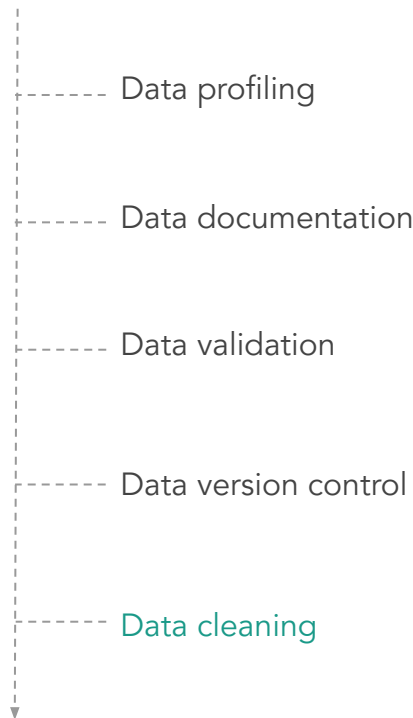 Data profiling
Data documentation
Data validation
Data version control
Data cleaning